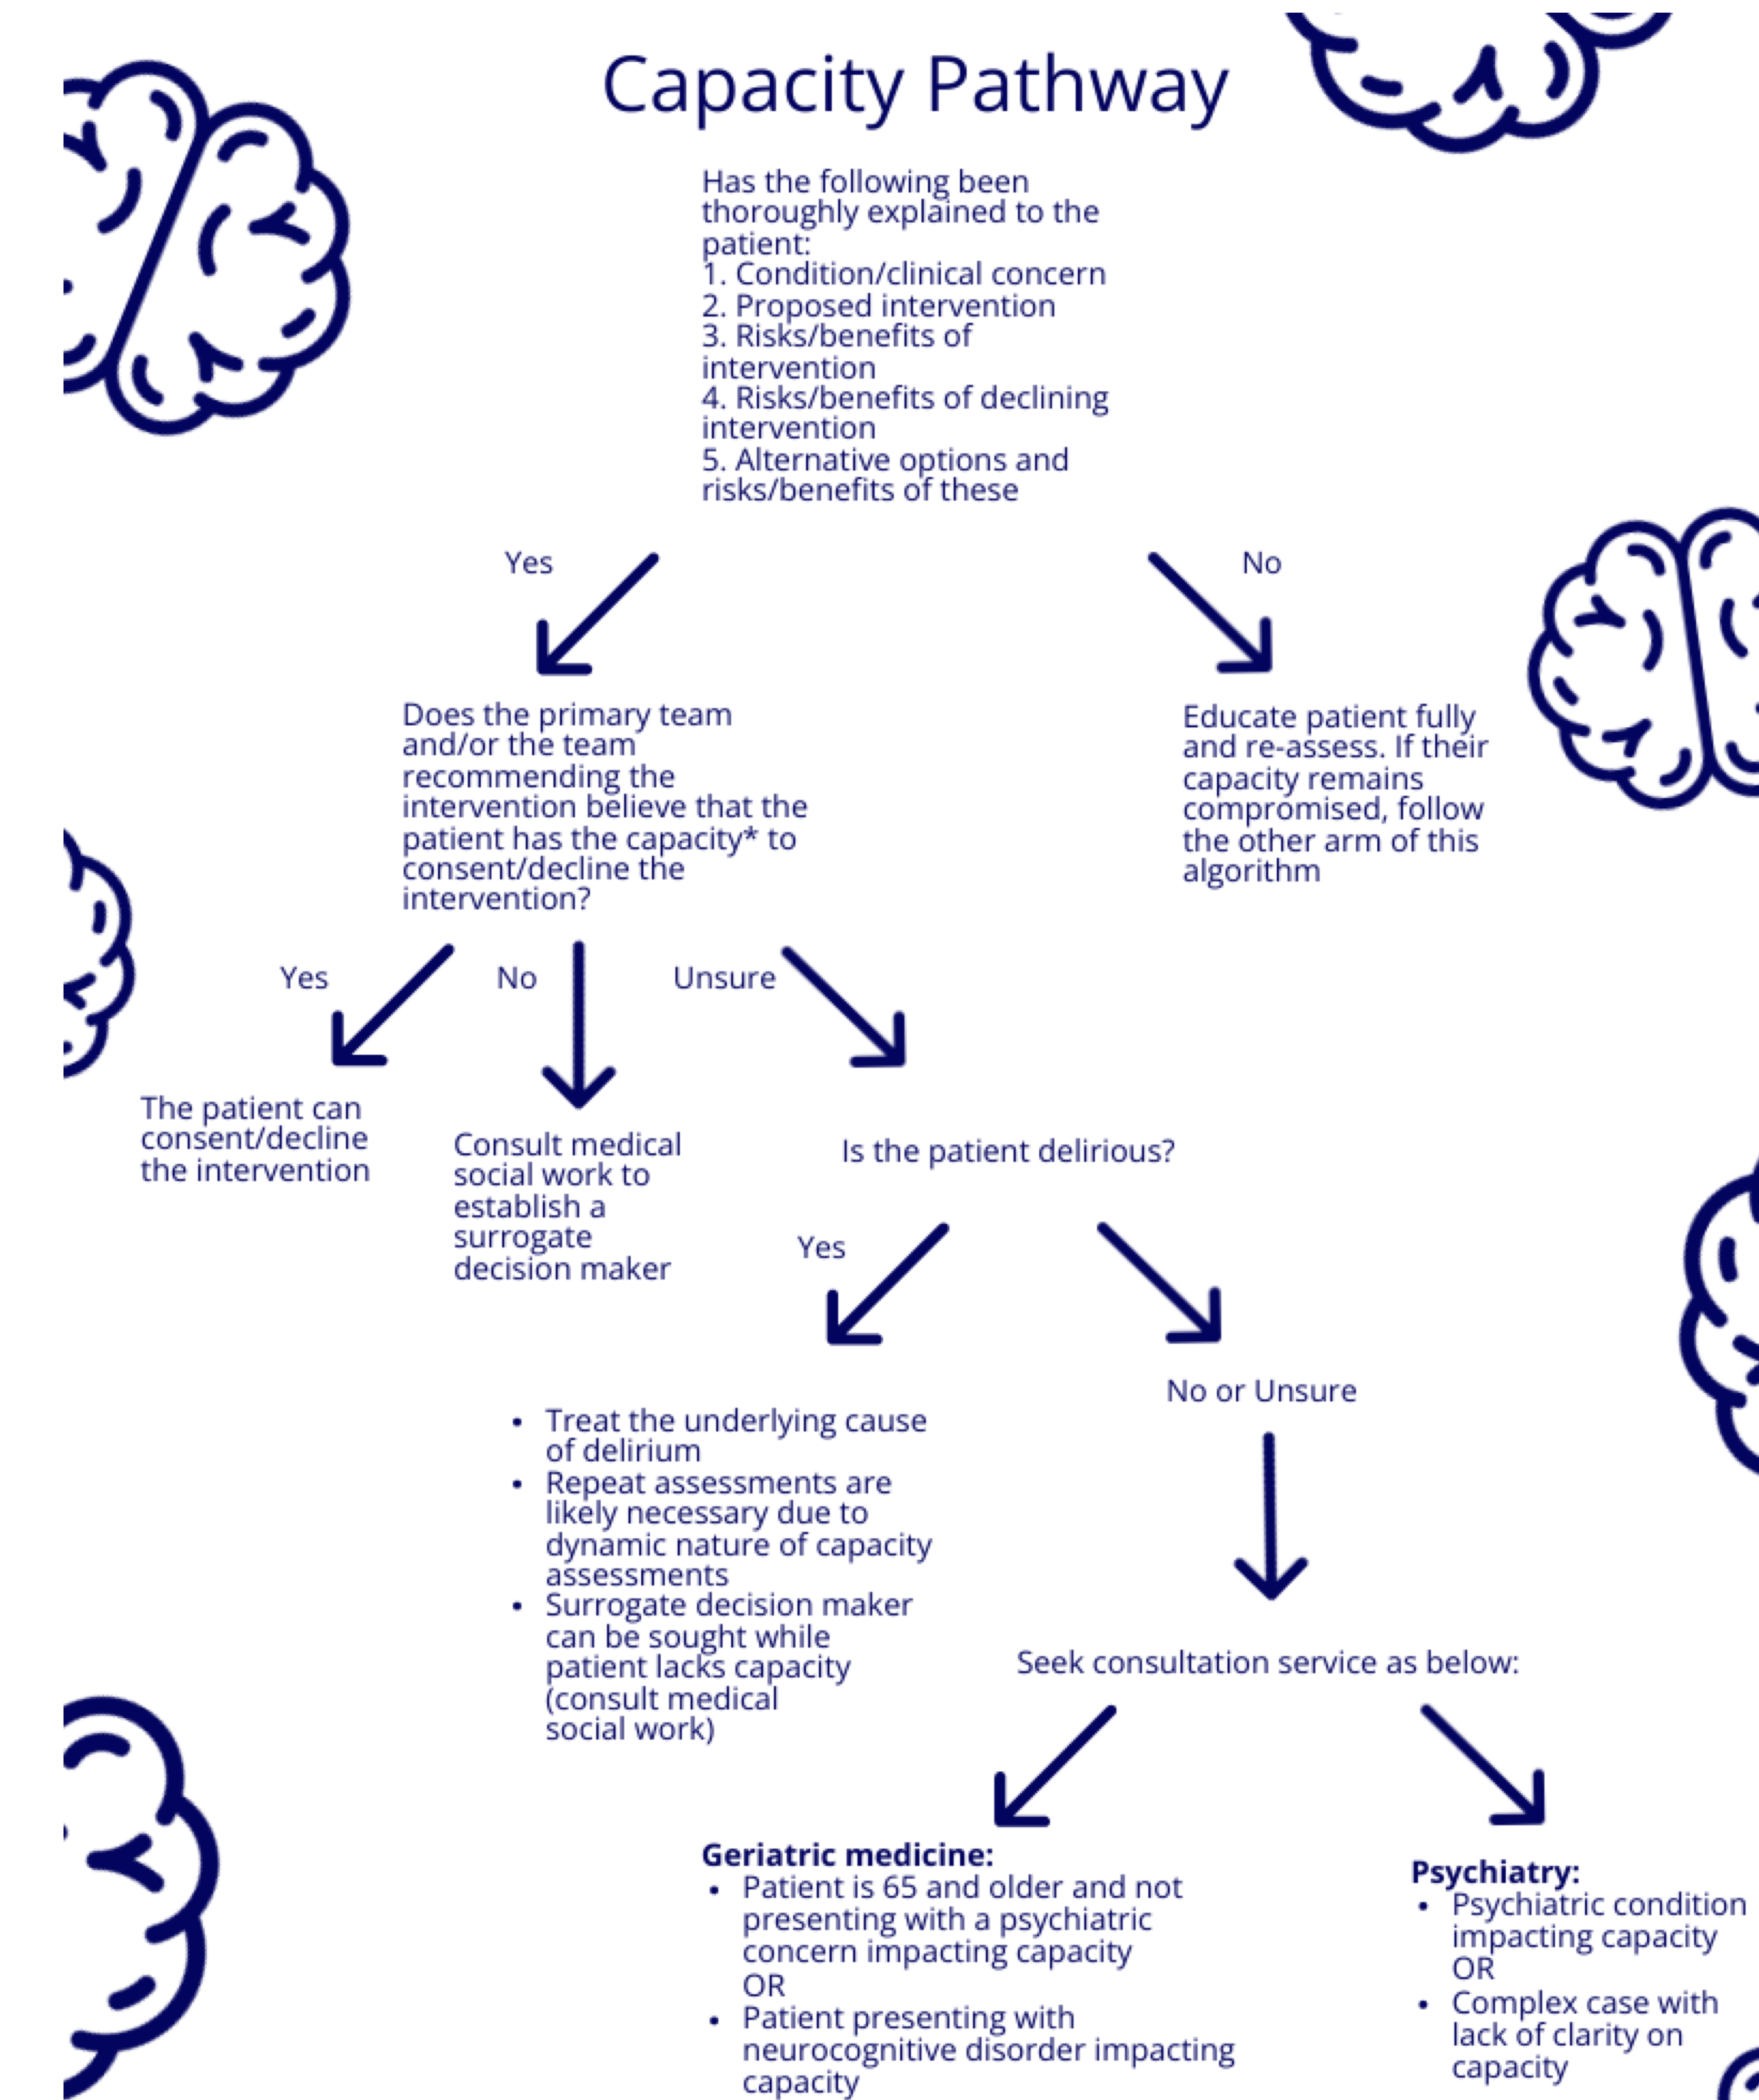 Capacity Pathway
Has the following been
thoroughly explained to the
patient:
1. Condition/clinical concern
2. Proposed intervention
3. Risks/benefits of
intervention
4. Risks/benefits of declining
intervention
5. Alternative options and
risks/benefits of these
Yes
No
Does the primary team
and/or the team
recommending the
intervention believe that the
patient has the capacity* to
consent/decline the
intervention?
Educate patient fully
and re-assess. If their
capacity remains
compromised, follow
the other arm of this
algorithm
Yes
No
Unsure
The patient can
consent/decline
the intervention
Consult medical
social work to
establish a
surrogate
decision maker
Is the patient delirious?
Yes
No or Unsure
• Treat the underlying cause
of delirium
• Repeat assessments are
likely necessary due to
dynamic nature of capacity
assessments
• Surrogate decision maker
can be sought while
patient lacks capacity
(consult medical
social work)
Seek consultation service as below:
Geriatric medicine:
• Patient is 65 and older and not
presenting with a psychiatric
concern impacting capacity
OR
• Patient presenting with
neurocognitive disorder impacting
capacity
Psychiatry:
• Psychiatric condition
impacting capacity
OR
• Complex case with
lack of clarity on
capacity